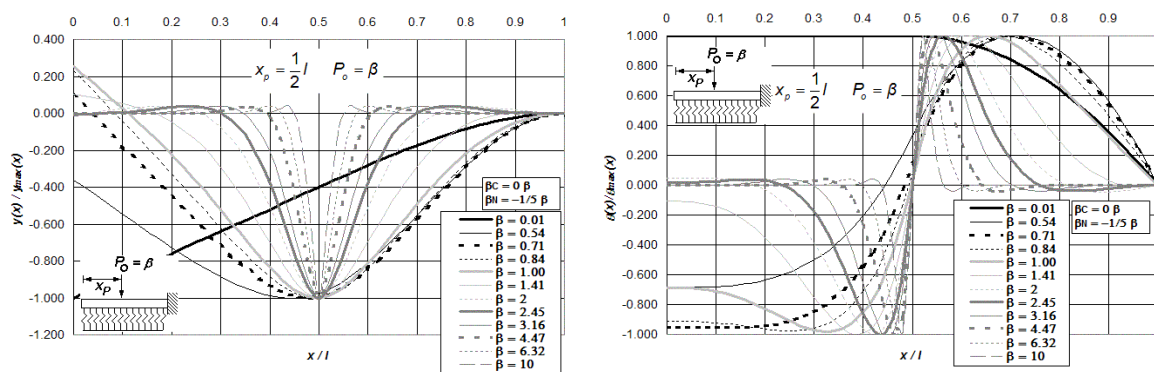 0 0.1 0.2 0.3 0.4 0.5 0.6 0.7 0.8 0.9 1
0.400
0.200
0.000
-0.200
-0.400
-0.600
-0.800
-1.000
-1.200
y(x) / ymax(x)
x / l
xp = 1/2 l Po = β
Po = β
xP
βC = 0 β
βN = −1/5 β
β = 0.01
β = 0.54
β = 0.71
β = 0.84
β = 1.00
β = 1.41
β = 2
β = 2.45
β = 3.16
β = 4.47
β = 6.32
β = 10
0 0.1 0.2 0.3 0.4 0.5 0.6 0.7 0.8 0.9
1.000
0.800
0.600
0.400
0.200
0.000
-0.200
-0.400
-0.600
-0.800
-1.000
x / l
Po = β
xP
xp = 1/2 l Po = β
βC = 0 β
βN = −1/5 β
β = 0.01
β = 0.54
β = 0.71
β = 0.84
β = 1.00
β = 1.41
β = 2
β = 2.45
β = 3.16
β = 4.47
β = 6.32
β = 10